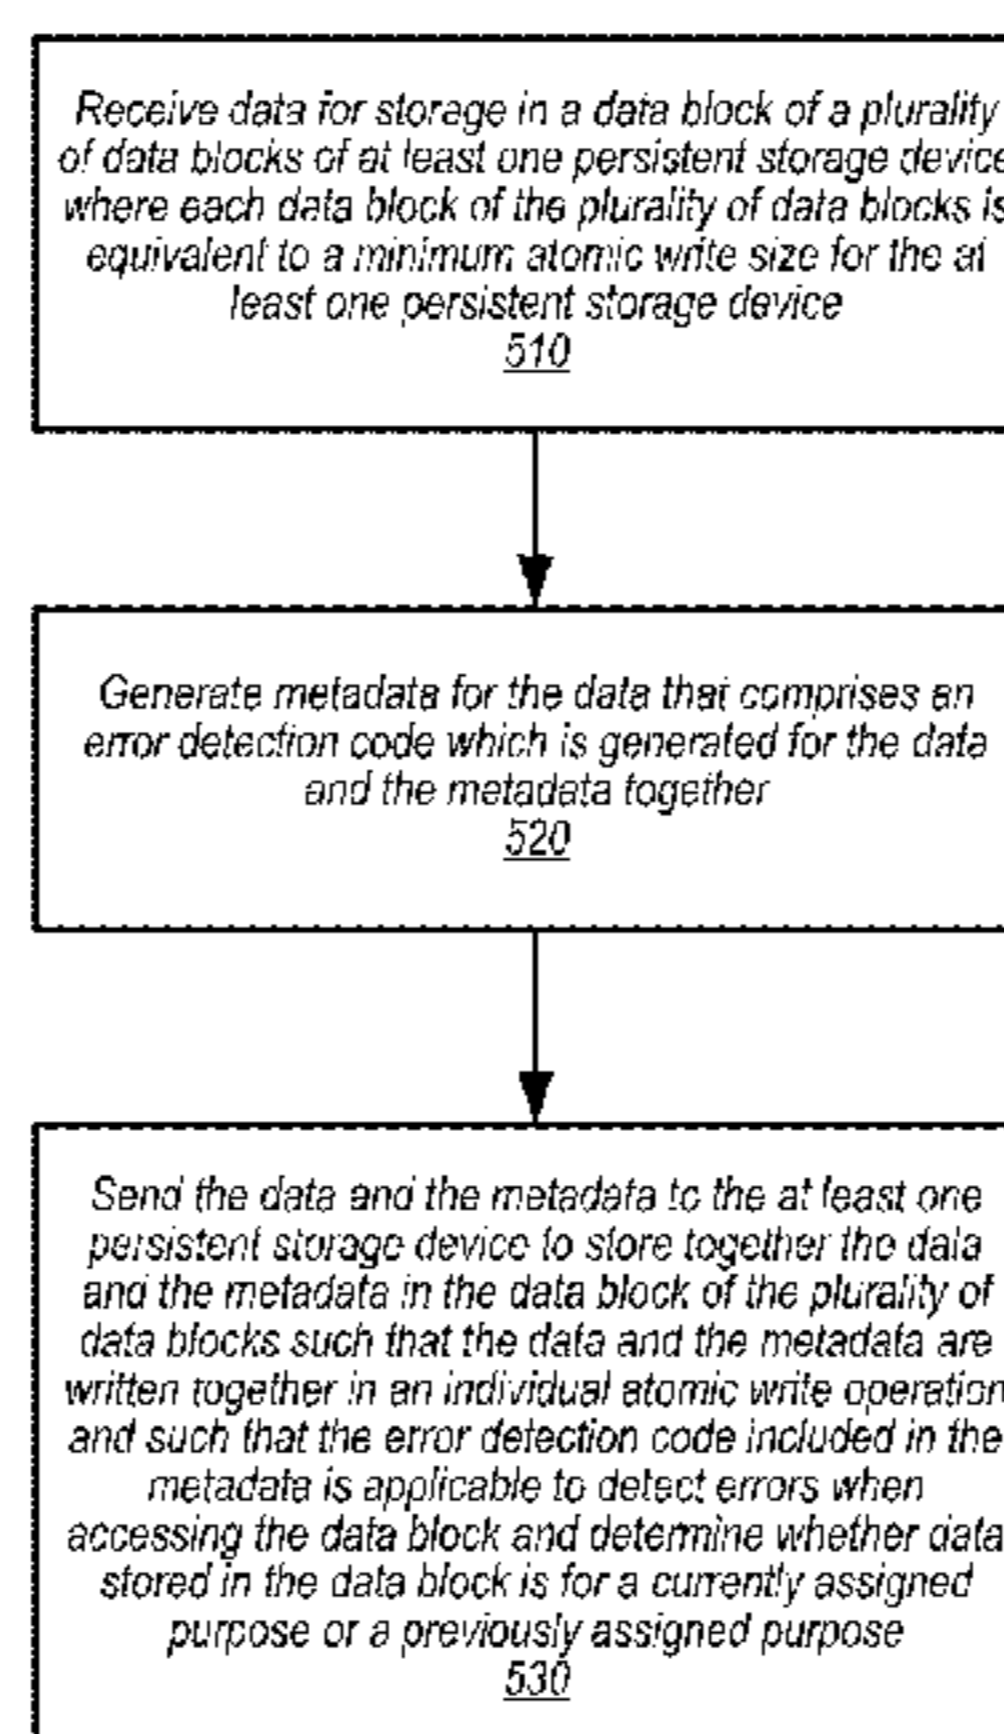 Receive data for storage in a data block of a plurality
of data blocks of at least one persistent storage device
where each data block of the plurality of data blocks is
equivalent to a minimum atomic write size for the at
least one persistent storage device
510
Generate metadata for the data that comprises an
error detection code which is generated for the data
and the metadata together
520
Send the data and the metadata to the at least one
persistent storage device to store together the data
and the metadata in the data block of the plurality of
data blocks such that the data and the metadata are
written together in an individual atomic write operation
and such that the error detection code included in the
metadata is applicable to detect errors when
accessing the data block and determine whether data
stored in the data block is for a currently assigned
purpose or a previously assigned purpose
530